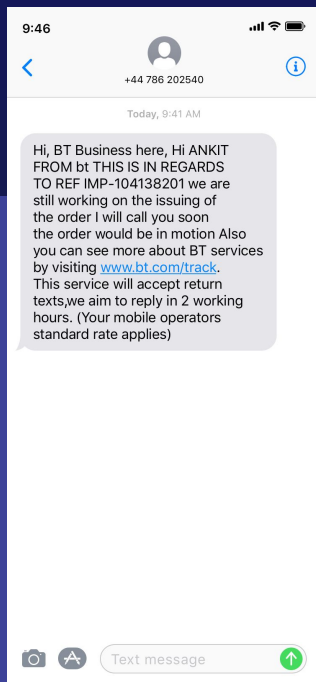 9:46
+44 786 202540
Today, 9:41 AM
Hi, BT Business here, Hi ANKIT
FROM bt THIS IS IN REGARDS
TO REF IMP-104138201 we are
still working on the issuing of
the order I will call you soon
the order would be in motion Also
you can see more about BT services
by visiting www.bt.com/track.
This service will accept return
texts,we aim to reply in 2 working
hours. (Your mobile operators
standard rate applies)
Text message